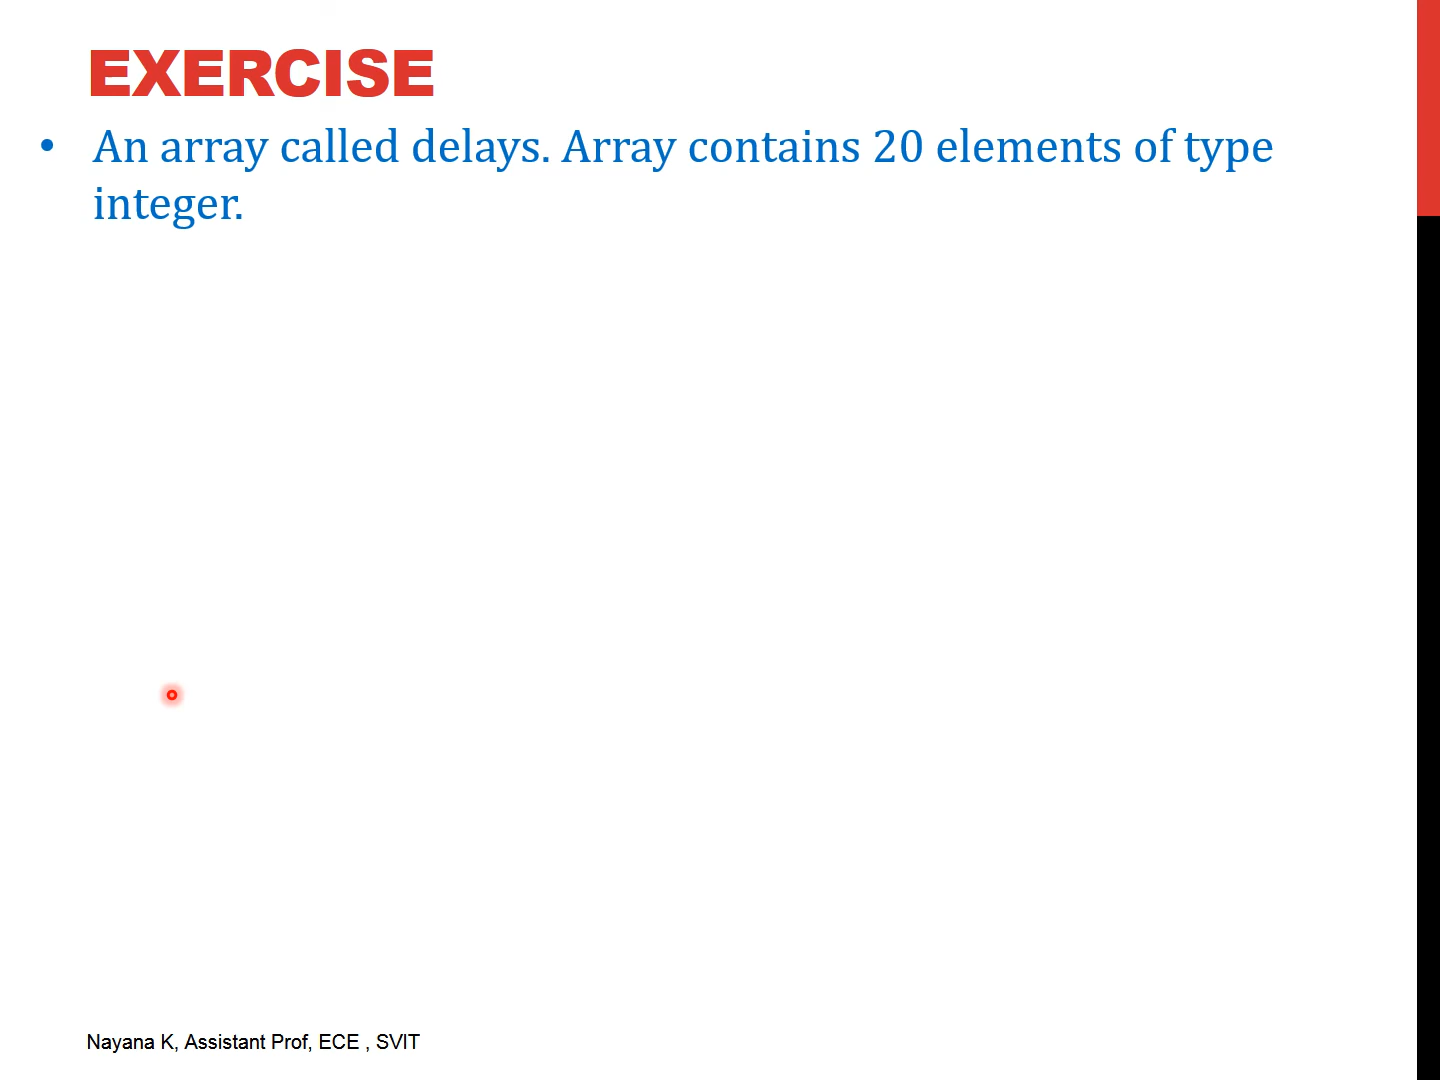 EXERCISE
• An array called delays. Array contains 20 elements of type
integer.
Nayana K, Assistant Prof, ECE , SVIT